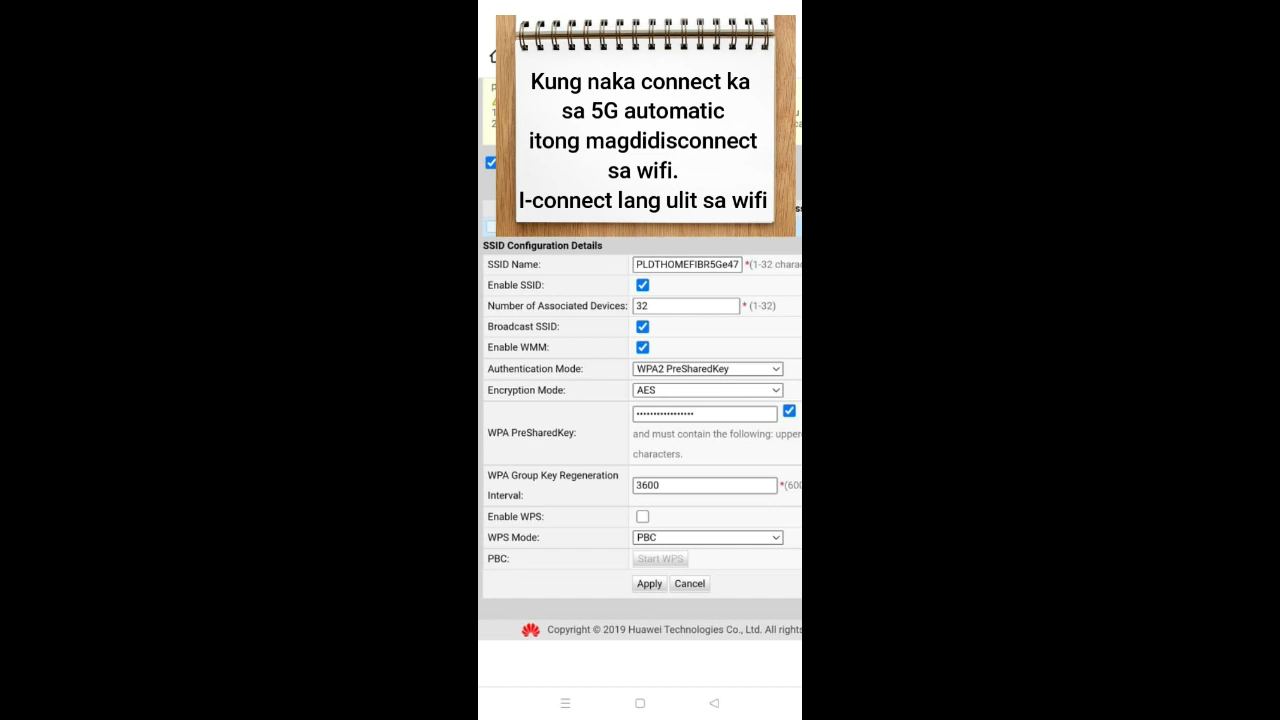 Kung naka connect ka
sa 5G automatic
itong magdidisconnect
sa wifi.
I-connect lang ulit sa wifi
SSID Configuration Details
SSID Name: PLDTHOMEFIBR5Ge47 *(1-32 charac
Enable SSID:
Number of Associated Devices: 32 * (1-32)
Broadcast SSID:
Enable WMM:
Authentication Mode: WPA2 PreSharedKey
Encryption Mode: AES
WPA PreSharedKey: •••••••••••••••••
and must contain the following: upper
characters.
WPA Group Key Regeneration
Interval: 3600 *(600
Enable WPS:
WPS Mode: PBC
PBC: Start WPS
Apply Cancel
Copyright © 2019 Huawei Technologies Co., Ltd. All rights